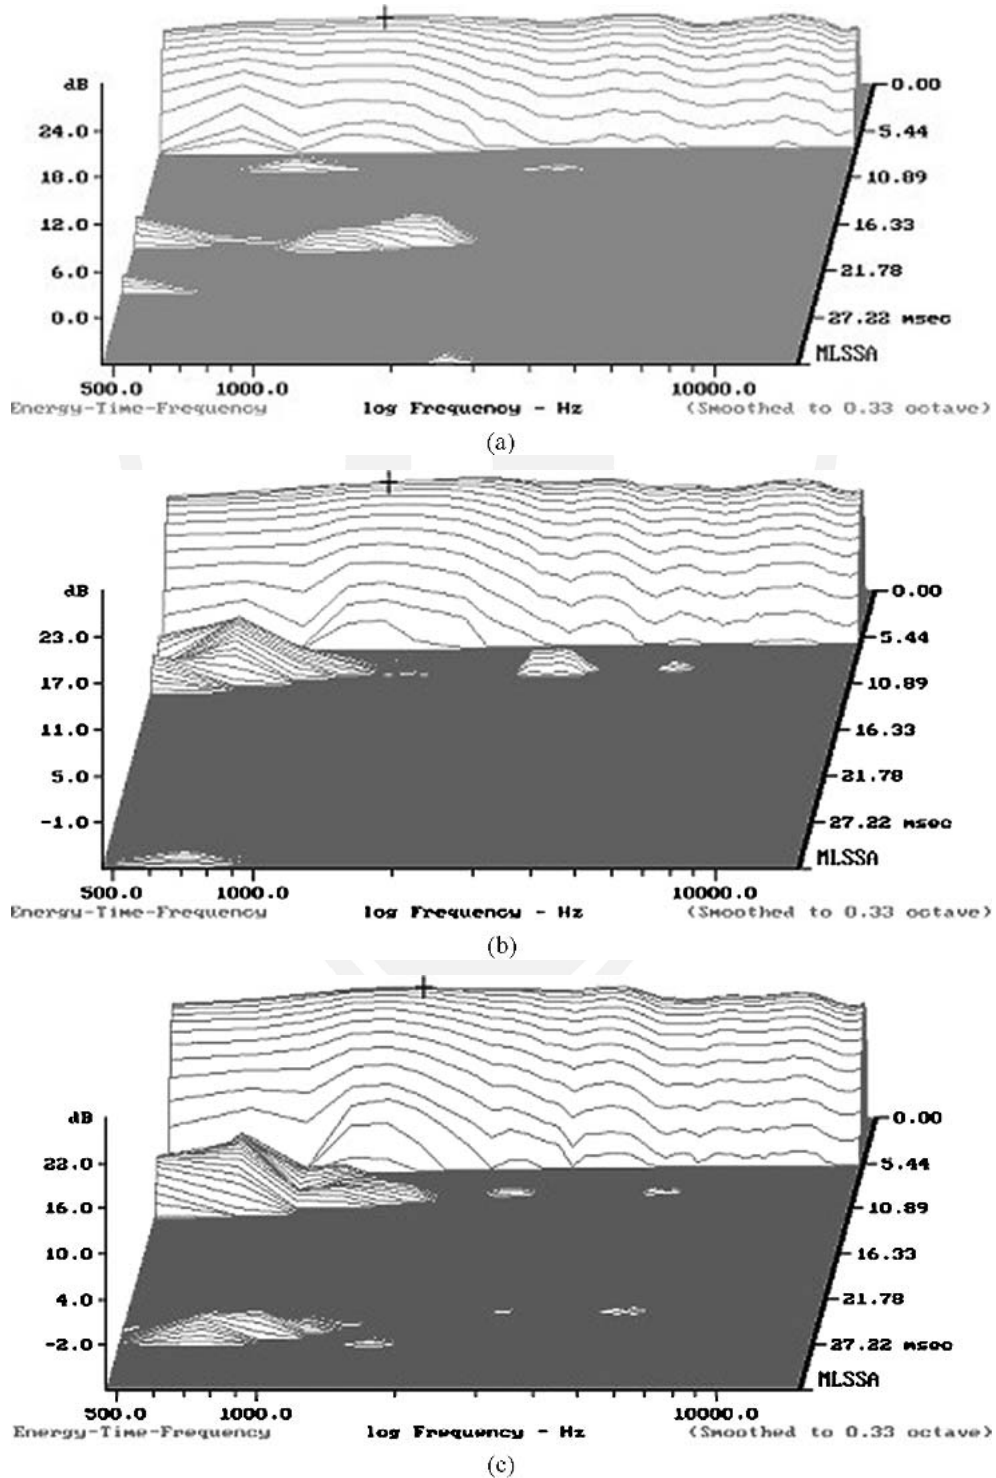 dB
0.00
24.0
5.44
18.0
10.89
12.0
16.33
6.0
21.78
0.0
27.22 msec
MLSSA
500.0 1000.0 10000.0
Energy-Time-Frequency log Frequency - Hz (Smoothed to 0.33 octave)
(a)
dB
0.00
23.0
5.44
17.0
10.89
11.0
16.33
5.0
21.78
-1.0
27.22 msec
MLSSA
500.0 1000.0 10000.0
Energy-Time-Frequency log Frequency - Hz (Smoothed to 0.33 octave)
(b)
dB
0.00
22.0
5.44
16.0
10.89
10.0
16.33
4.0
21.78
-2.0
27.22 msec
MLSSA
500.0 1000.0 10000.0
Energy-Time-Frequency log Frequency - Hz (Smoothed to 0.33 octave)
(c)